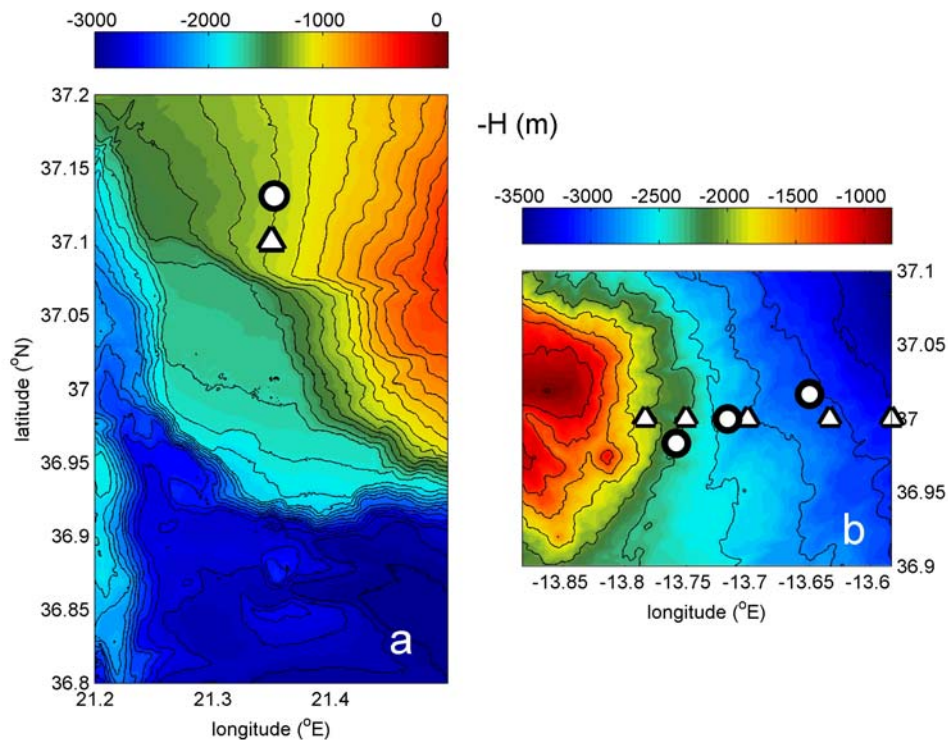 -3000 -2000 -1000 0
37.2
37.15
37.1
37.05
37
36.95
36.9
36.85
36.8
latitude (°N)
21.2 21.3 21.4
longitude (°E)
a
-H (m)
-3500 -3000 -2500 -2000 -1500 -1000
37.1
37.05
37
36.95
36.9
-13.85 -13.8 -13.75 -13.7 -13.65 -13.6
longitude (°E)
b